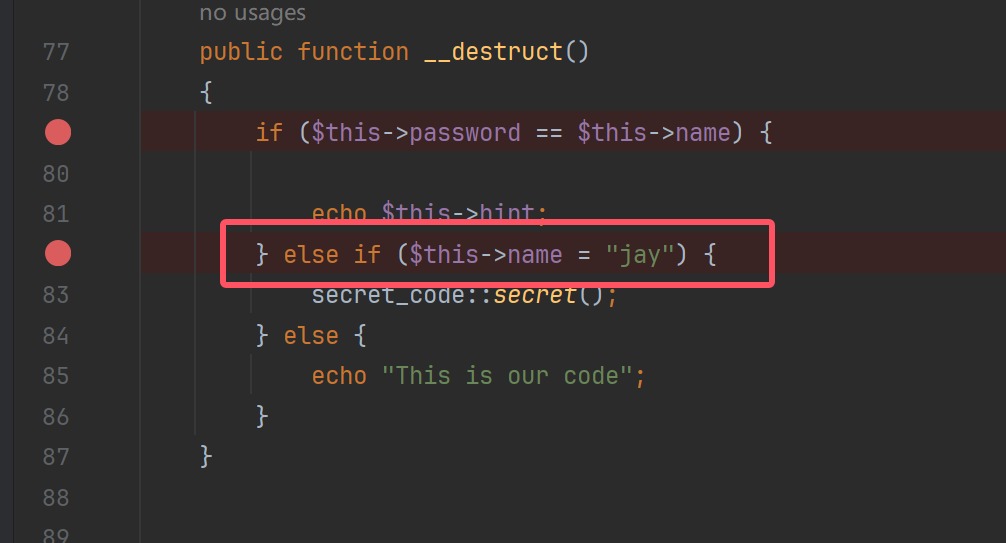 no usages
77 public function __destruct()
78 {
if ($this->password == $this->name) {
80
81 echo $this->hint;
} else if ($this->name = "jay") {
83 secret_code::secret();
84 } else {
85 echo "This is our code";
86 }
87 }
88
89